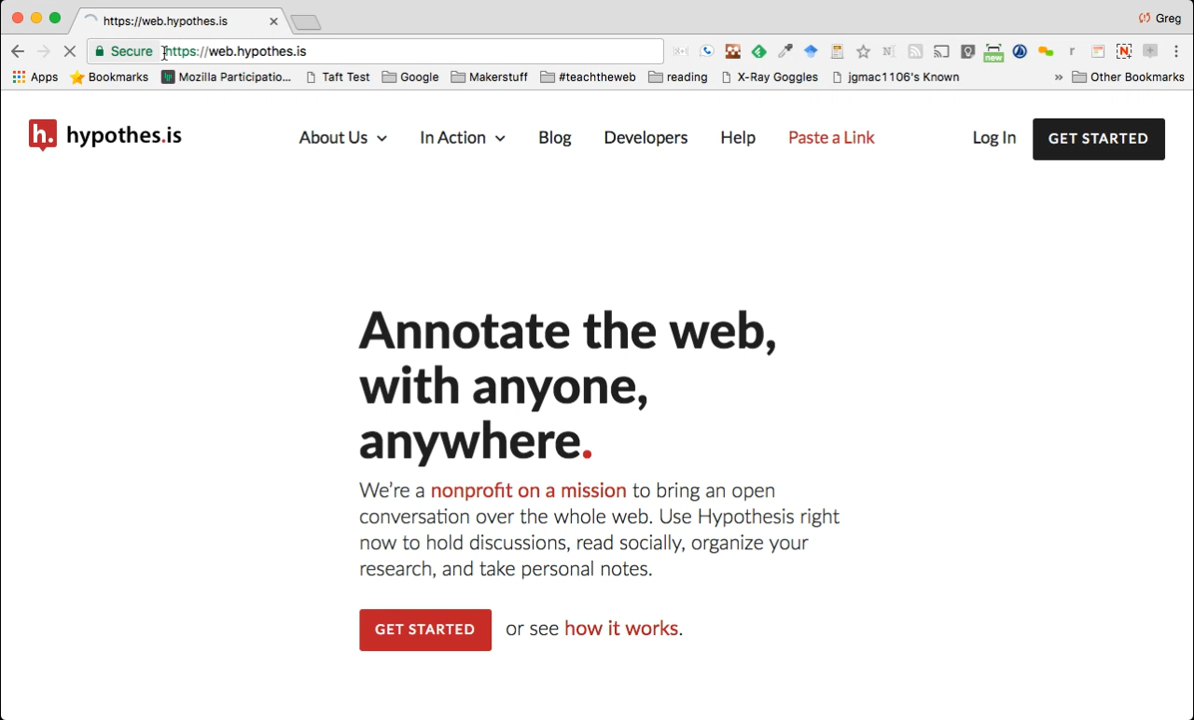 https://web.hypothes.is
Greg
Secure https://web.hypothes.is
new
Apps Bookmarks Mozilla Participatio... Taft Test Google Makerstuff #teachtheweb reading X-Ray Goggles jgmac1106's Known » Other Bookmarks
h. hypothes.is About Us In Action Blog Developers Help Paste a Link Log In GET STARTED
Annotate the web,
with anyone,
anywhere.
We're a nonprofit on a mission to bring an open
conversation over the whole web. Use Hypothesis right
now to hold discussions, read socially, organize your
research, and take personal notes.
GET STARTED or see how it works.